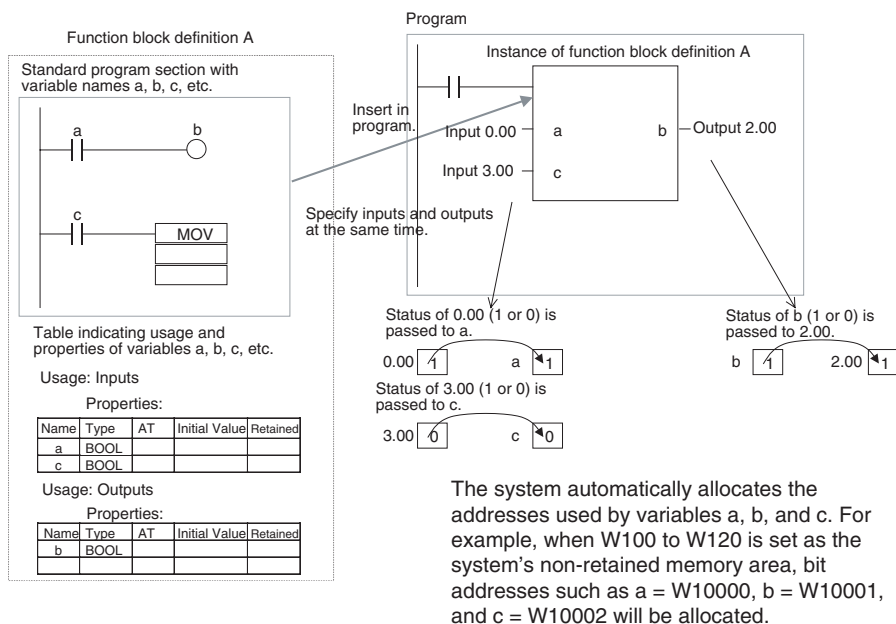 Function block definition A
Standard program section with
variable names a, b, c, etc.
a
b
c
MOV
Table indicating usage and
properties of variables a, b, c, etc.
Usage: Inputs
Properties:
Name Type AT Initial Value Retained
a BOOL
c BOOL
Usage: Outputs
Properties:
Name Type AT Initial Value Retained
b BOOL
Program
Instance of function block definition A
Insert in
program.
Input 0.00 a b Output 2.00
Input 3.00 c
Specify inputs and outputs
at the same time.
Status of 0.00 (1 or 0) is
passed to a.
0.00 1 a 1
Status of 3.00 (1 or 0) is
passed to c.
3.00 0 c 0
Status of b (1 or 0) is
passed to 2.00.
b 1 2.00 1
The system automatically allocates the
addresses used by variables a, b, and c. For
example, when W100 to W120 is set as the
system's non-retained memory area, bit
addresses such as a = W10000, b = W10001,
and c = W10002 will be allocated.